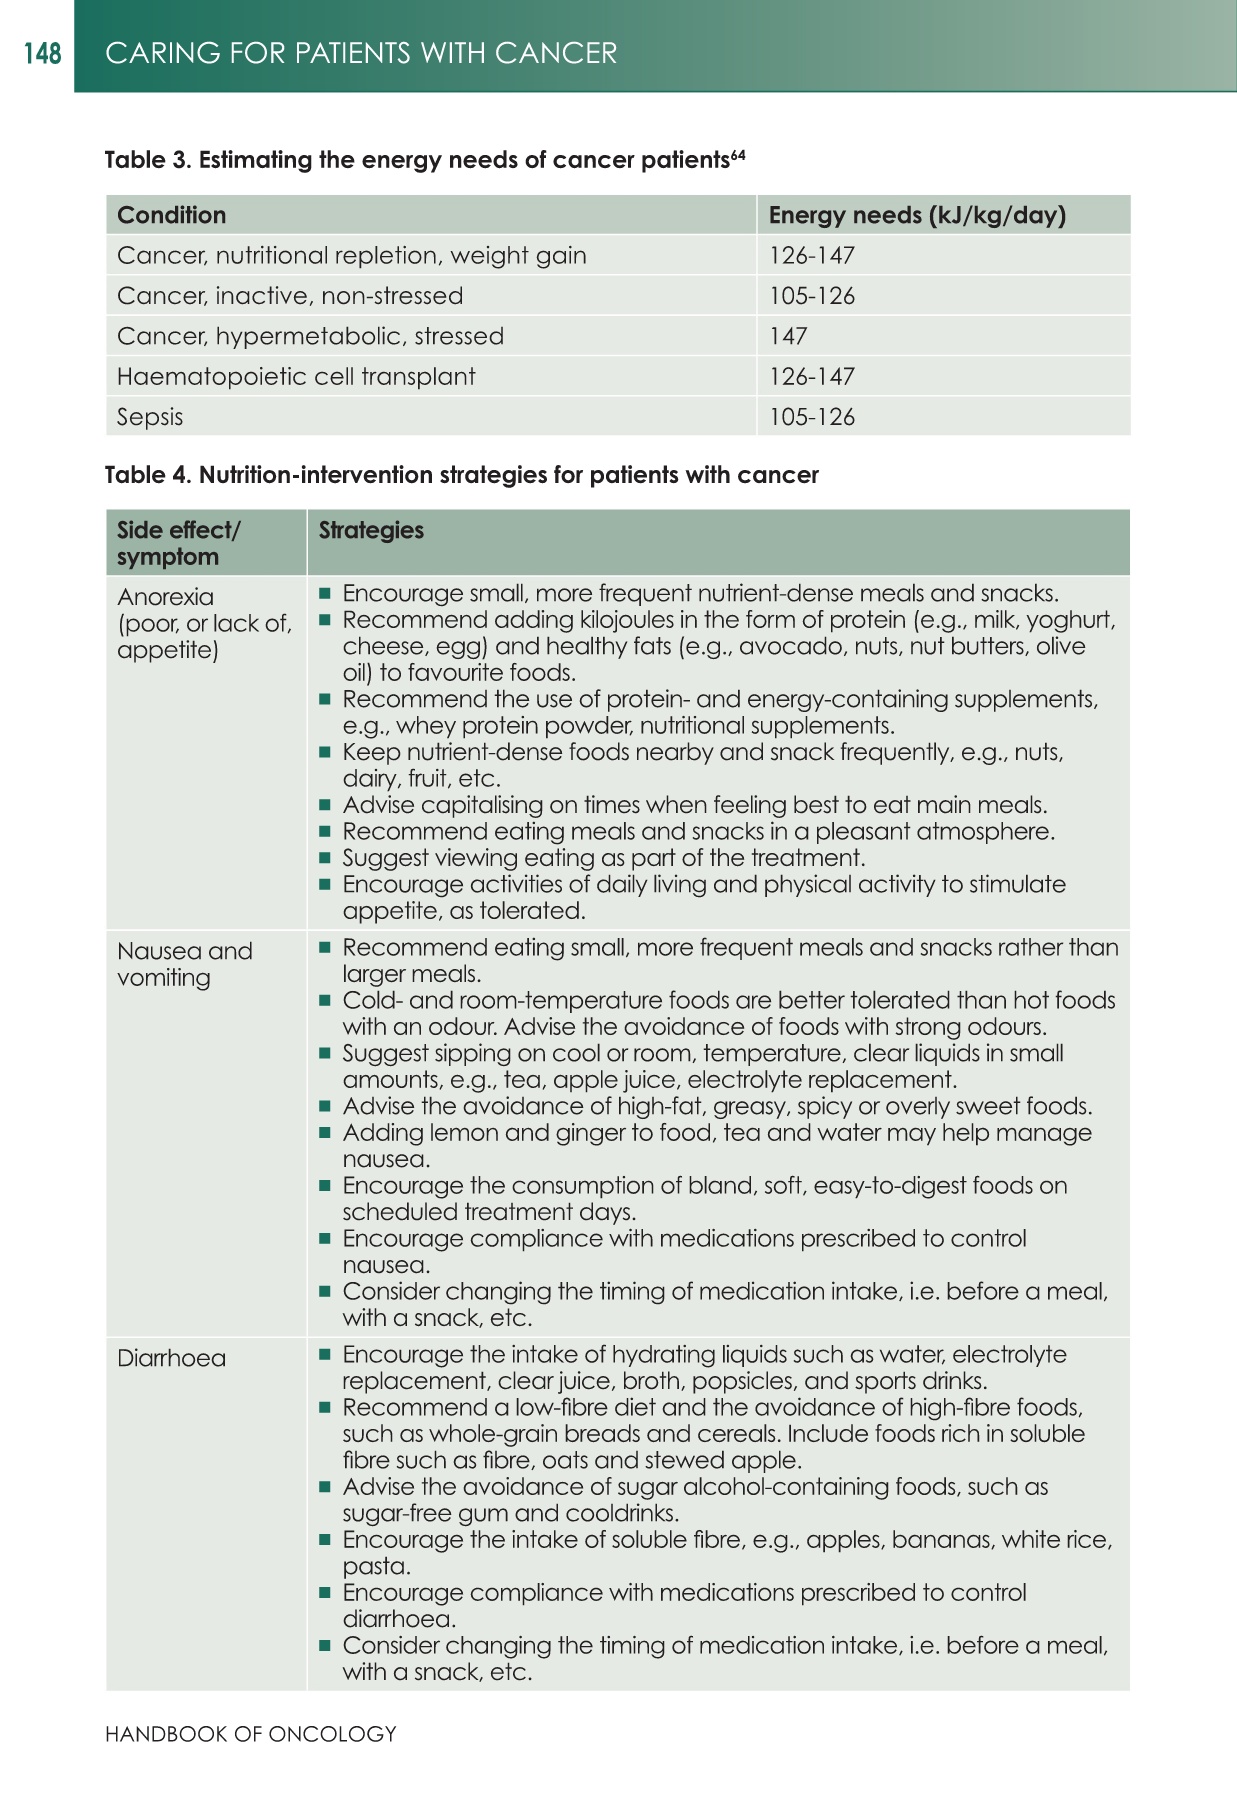 148
CARING FOR PATIENTS WITH CANCER
Table 3. Estimating the energy needs of cancer patients64
Condition Energy needs (kJ/kg/day)
Cancer, nutritional repletion, weight gain 126-147
Cancer, inactive, non-stressed 105-126
Cancer, hypermetabolic, stressed 147
Haematopoietic cell transplant 126-147
Sepsis 105-126
Table 4. Nutrition-intervention strategies for patients with cancer
Side effect/
symptom
Strategies
Anorexia
(poor, or lack of,
appetite)
■ Encourage small, more frequent nutrient-dense meals and snacks.
■ Recommend adding kilojoules in the form of protein (e.g., milk, yoghurt,
cheese, egg) and healthy fats (e.g., avocado, nuts, nut butters, olive
oil) to favourite foods.
■ Recommend the use of protein- and energy-containing supplements,
e.g., whey protein powder, nutritional supplements.
■ Keep nutrient-dense foods nearby and snack frequently, e.g., nuts,
dairy, fruit, etc.
■ Advise capitalising on times when feeling best to eat main meals.
■ Recommend eating meals and snacks in a pleasant atmosphere.
■ Suggest viewing eating as part of the treatment.
■ Encourage activities of daily living and physical activity to stimulate
appetite, as tolerated.
Nausea and
vomiting
■ Recommend eating small, more frequent meals and snacks rather than
larger meals.
■ Cold- and room-temperature foods are better tolerated than hot foods
with an odour. Advise the avoidance of foods with strong odours.
■ Suggest sipping on cool or room, temperature, clear liquids in small
amounts, e.g., tea, apple juice, electrolyte replacement.
■ Advise the avoidance of high-fat, greasy, spicy or overly sweet foods.
■ Adding lemon and ginger to food, tea and water may help manage
nausea.
■ Encourage the consumption of bland, soft, easy-to-digest foods on
scheduled treatment days.
■ Encourage compliance with medications prescribed to control
nausea.
■ Consider changing the timing of medication intake, i.e. before a meal,
with a snack, etc.
Diarrhoea
■ Encourage the intake of hydrating liquids such as water, electrolyte
replacement, clear juice, broth, popsicles, and sports drinks.
■ Recommend a low-fibre diet and the avoidance of high-fibre foods,
such as whole-grain breads and cereals. Include foods rich in soluble
fibre such as fibre, oats and stewed apple.
■ Advise the avoidance of sugar alcohol-containing foods, such as
sugar-free gum and cooldrinks.
■ Encourage the intake of soluble fibre, e.g., apples, bananas, white rice,
pasta.
■ Encourage compliance with medications prescribed to control
diarrhoea.
■ Consider changing the timing of medication intake, i.e. before a meal,
with a snack, etc.
HANDBOOK OF ONCOLOGY